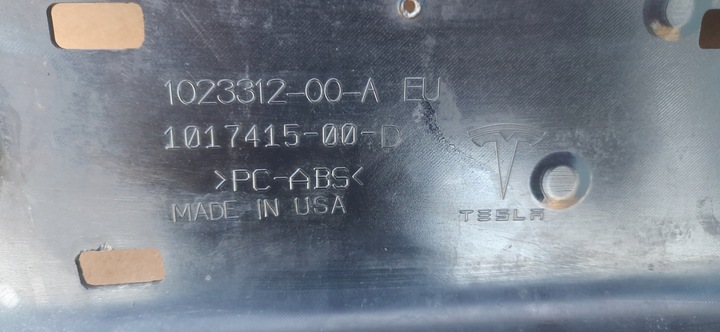 1023312-00-A EU
1017415-00-D
>PC-ABS<
MADE IN USA
TESLA